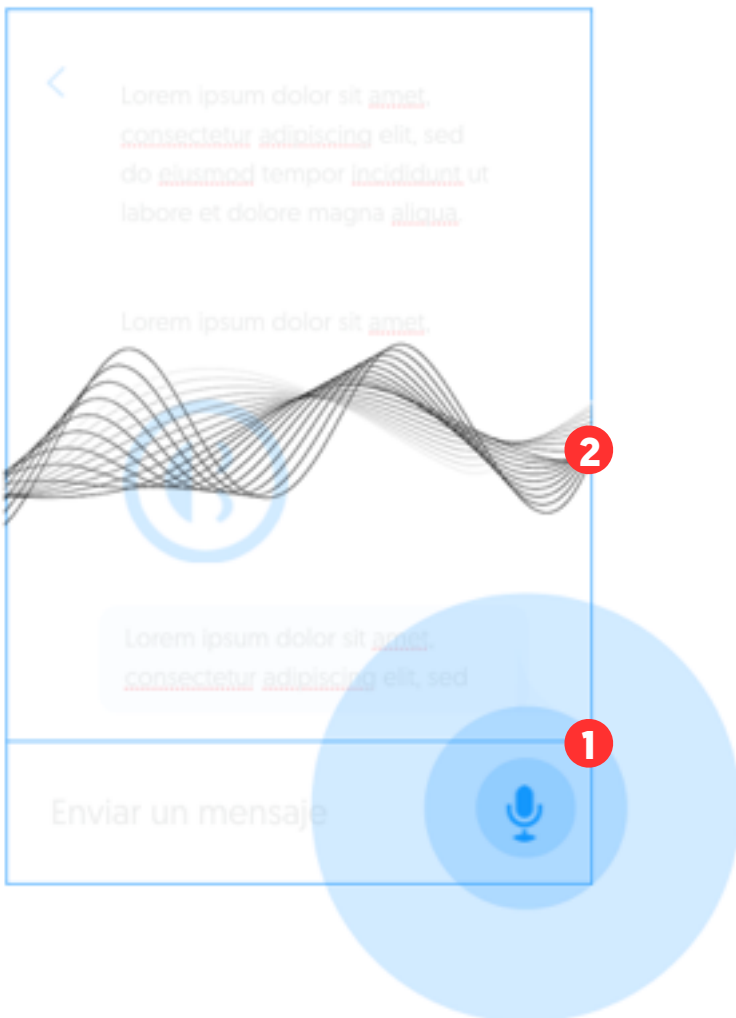 Lorem ipsum dolor sit amet,
consectetur adipiscing elit, sed
do eiusmod tempor incididunt ut
labore et dolore magna aliqua.
Lorem ipsum dolor sit amet,
2
Lorem ipsum dolor sit amet,
consectetur adipiscing elit, sed
1
Enviar un mensaje